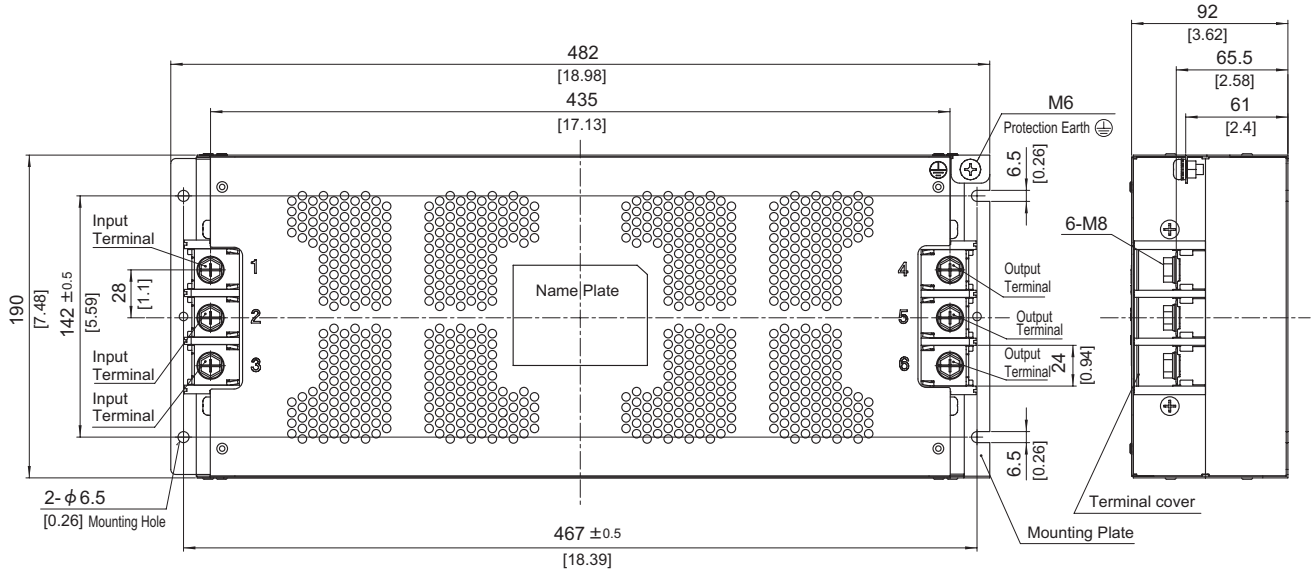 482
[18.98]
435
[17.13]
M6
Protection Earth
6.5
[0.26]
92
[3.62]
65.5
[2.58]
61
[2.4]
190
[7.48]
142 ±0.5
[5.59]
28
[1.1]
Input
Terminal
1
2
Input
Terminal
3
Input
Terminal
Name Plate
4
Output
Terminal
5
Output
Terminal
6
Output
Terminal
24
[0.94]
6.5
[0.26]
6-M8
2-ϕ6.5
[0.26] Mounting Hole
467 ±0.5
[18.39]
Mounting Plate
Terminal cover